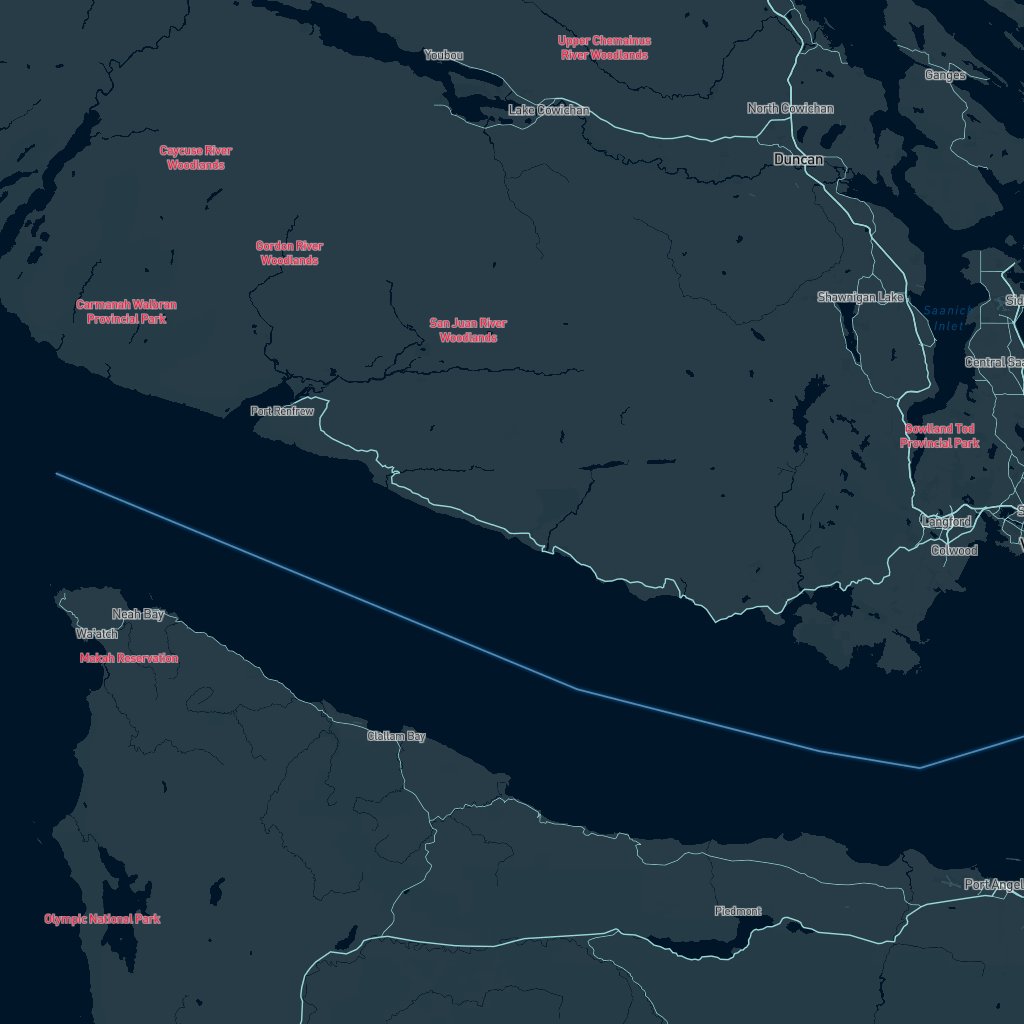 Upper Chemainus
River Woodlands
Youbou
Ganges
Lake Cowichan
North Cowichan
Caycuse River
Woodlands
Duncan
Gordon River
Woodlands
Carmanah Walbran
Provincial Park
Shawnigan Lake
Saanich
Inlet
Sid
San Juan River
Woodlands
Central Saa
Port Renfrew
Gowlland Tod
Provincial Park
Langford
Colwood
Neah Bay
Wa'atch
Makah Reservation
Clallam Bay
Port Angel
Piedmont
Olympic National Park